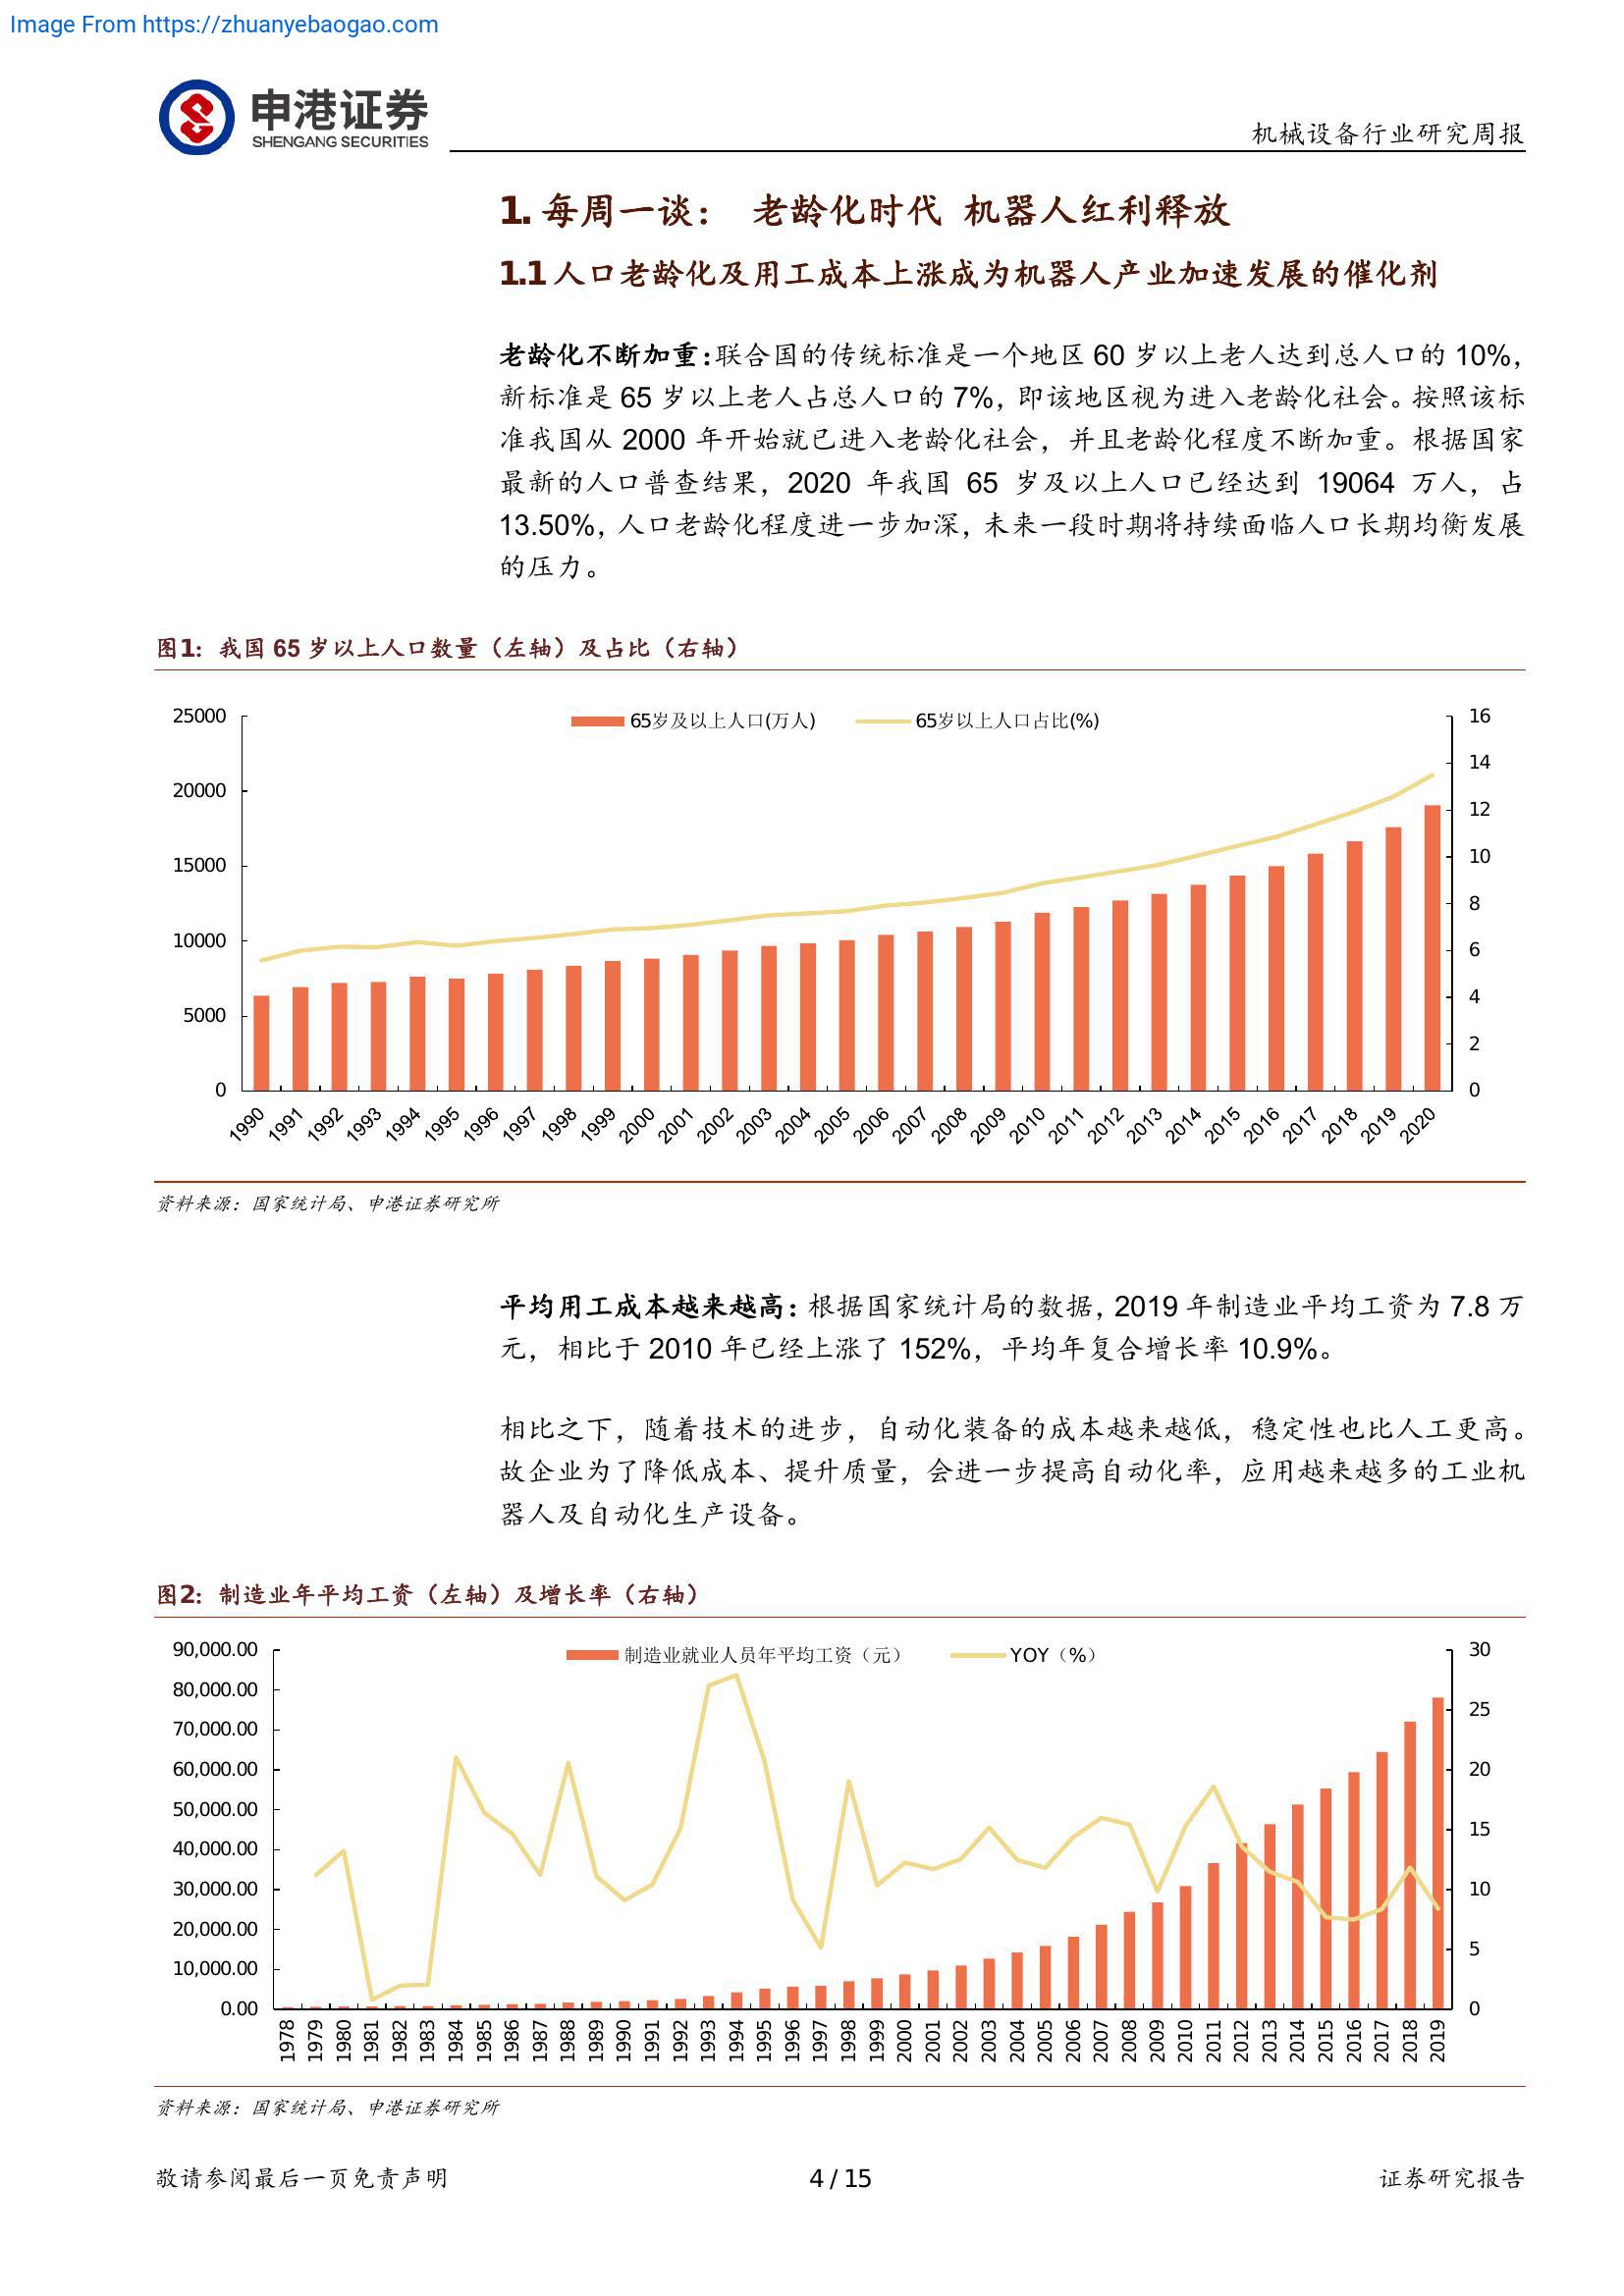 Image From https://zhuanyebaogao.com
申港证券
SHENGANG SECURITIES
机械设备行业研究周报
1. 每周一谈： 老龄化时代 机器人红利释放
1.1 人口老龄化及用工成本上涨成为机器人产业加速发展的催化剂
老龄化不断加重：联合国的传统标准是一个地区 60 岁以上老人达到总人口的 10%，
新标准是 65 岁以上老人占总人口的 7%，即该地区视为进入老龄化社会。按照该标
准我国从 2000 年开始就已进入老龄化社会，并且老龄化程度不断加重。根据国家
最新的人口普查结果，2020 年我国 65 岁及以上人口已经达到 19064 万人，占
13.50%，人口老龄化程度进一步加深，未来一段时期将持续面临人口长期均衡发展
的压力。
图1：我国 65 岁以上人口数量（左轴）及占比（右轴）
65岁及以上人口(万人) 65岁以上人口占比(%)
25000
20000
15000
10000
5000
0
16
14
12
10
8
6
4
2
0
1990 1991 1992 1993 1994 1995 1996 1997 1998 1999 2000 2001 2002 2003 2004 2005 2006 2007 2008 2009 2010 2011 2012 2013 2014 2015 2016 2017 2018 2019 2020
资料来源：国家统计局、申港证券研究所
平均用工成本越来越高：根据国家统计局的数据，2019 年制造业平均工资为 7.8 万
元，相比于 2010 年已经上涨了 152%，平均年复合增长率 10.9%。
相比之下，随着技术的进步，自动化装备的成本越来越低，稳定性也比人工更高。
故企业为了降低成本、提升质量，会进一步提高自动化率，应用越来越多的工业机
器人及自动化生产设备。
图2：制造业年平均工资（左轴）及增长率（右轴）
制造业就业人员年平均工资（元） YOY（%）
90,000.00
80,000.00
70,000.00
60,000.00
50,000.00
40,000.00
30,000.00
20,000.00
10,000.00
0.00
30
25
20
15
10
5
0
1978 1979 1980 1981 1982 1983 1984 1985 1986 1987 1988 1989 1990 1991 1992 1993 1994 1995 1996 1997 1998 1999 2000 2001 2002 2003 2004 2005 2006 2007 2008 2009 2010 2011 2012 2013 2014 2015 2016 2017 2018 2019
资料来源：国家统计局、申港证券研究所
敬请参阅最后一页免责声明
4 / 15
证券研究报告